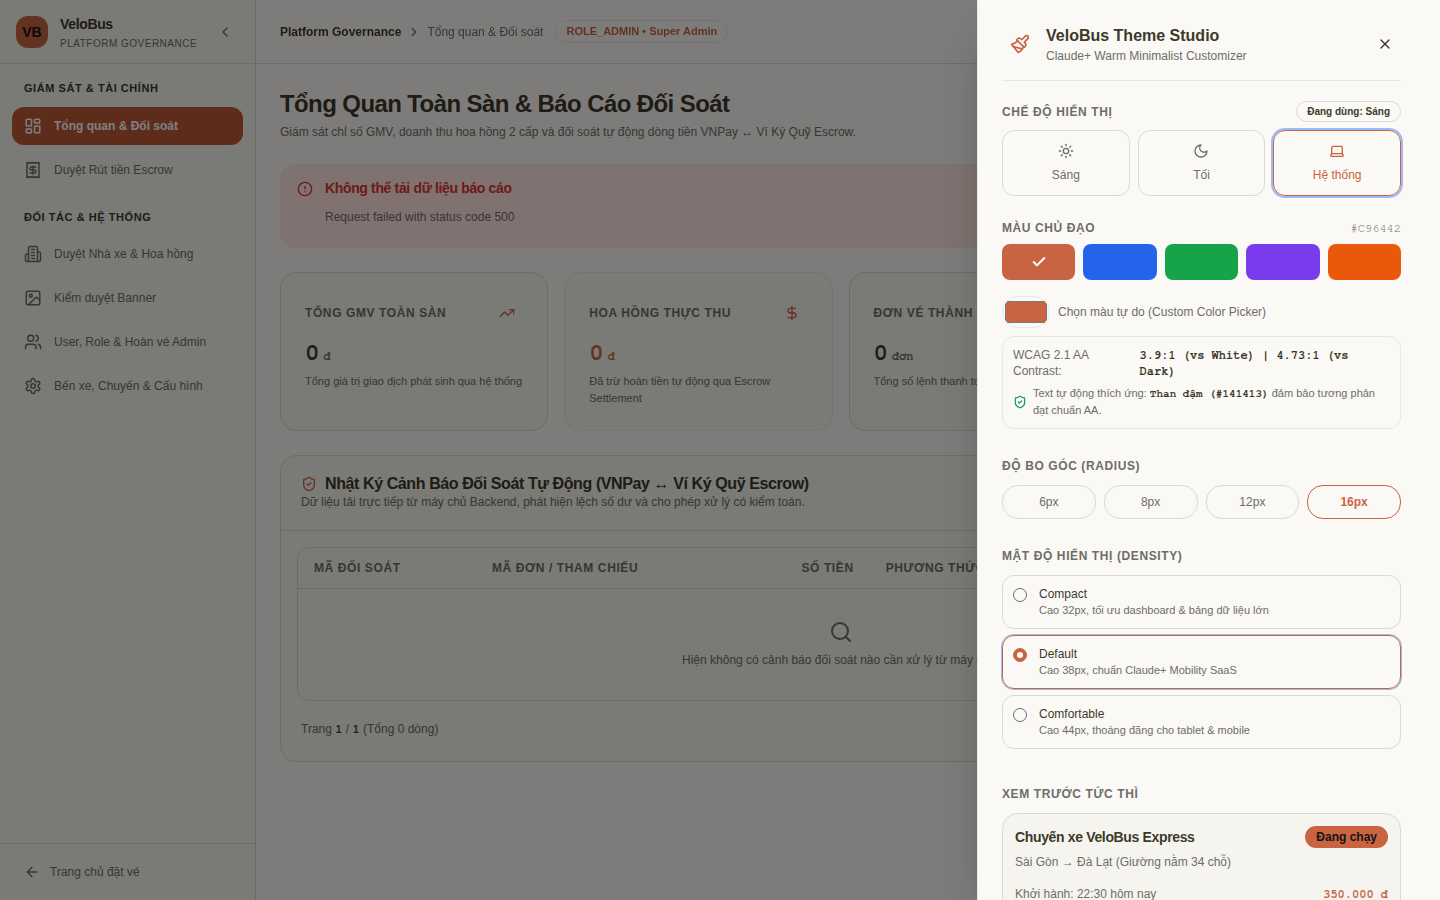 VB
VeloBus
PLATFORM GOVERNANCE
GIÁM SÁT & TÀI CHÍNH
Tổng quan & Đối soát
Duyệt Rút tiền Escrow
ĐỐI TÁC & HỆ THỐNG
Duyệt Nhà xe & Hoa hồng
Kiểm duyệt Banner
User, Role & Hoàn vé Admin
Bến xe, Chuyến & Cấu hình
Trang chủ đặt vé
Platform Governance > Tổng quan & Đối soát ROLE_ADMIN • Super Admin
Tổng Quan Toàn Sàn & Báo Cáo Đối Soát
Giám sát chỉ số GMV, doanh thu hoa hồng 2 cấp và đối soát tự động dòng tiền VNPay ↔ Ví Ký Quỹ Escrow.
Không thể tải dữ liệu báo cáo
Request failed with status code 500
TỔNG GMV TOÀN SÀN
0 đ
Tổng giá trị giao dịch phát sinh qua hệ thống
HOA HỒNG THỰC THU
0 đ
Đã trừ hoàn tiền tự động qua Escrow
Settlement
ĐƠN VÉ THÀNH
0 đơn
Tổng số lệnh thanh
Nhật Ký Cảnh Báo Đối Soát Tự Động (VNPay ↔ Ví Ký Quỹ Escrow)
Dữ liệu tải trực tiếp từ máy chủ Backend, phát hiện lệch số dư và cho phép xử lý có kiểm toán.
MÃ ĐỐI SOÁT MÃ ĐƠN / THAM CHIẾU SỐ TIỀN PHƯƠNG THỨC
Hiện không có cảnh báo đối soát nào cần xử lý từ máy
Trang 1 / 1 (Tổng 0 dòng)
VeloBus Theme Studio
Claude+ Warm Minimalist Customizer
CHẾ ĐỘ HIỂN THỊ
Đang dùng: Sáng
Sáng
Tối
Hệ thống
MÀU CHỦ ĐẠO
#C96442
Chọn màu tự do (Custom Color Picker)
WCAG 2.1 AA
Contrast:
3.9:1 (vs White) | 4.73:1 (vs
Dark)
Text tự động thích ứng: Than đậm (#141413) đảm bảo tương phản
đạt chuẩn AA.
ĐỘ BO GÓC (RADIUS)
6px
8px
12px
16px
MẬT ĐỘ HIỂN THỊ (DENSITY)
Compact
Cao 32px, tối ưu dashboard & bảng dữ liệu lớn
Default
Cao 38px, chuẩn Claude+ Mobility SaaS
Comfortable
Cao 44px, thoáng đãng cho tablet & mobile
XEM TRƯỚC TỨC THÌ
Chuyến xe VeloBus Express
Đang chạy
Sài Gòn → Đà Lạt (Giường nằm 34 chỗ)
Khởi hành: 22:30 hôm nay
350.000 đ